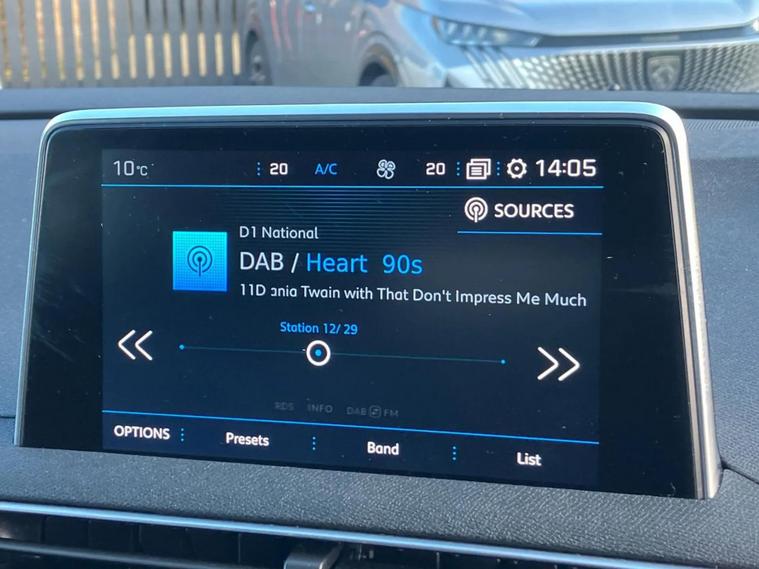 10°C 20 A/C 20 14:05
SOURCES
D1 National
DAB / Heart 90s
11D ania Twain with That Don't Impress Me Much
Station 12/ 29
RDS INFO DAB FM
OPTIONS Presets Band List